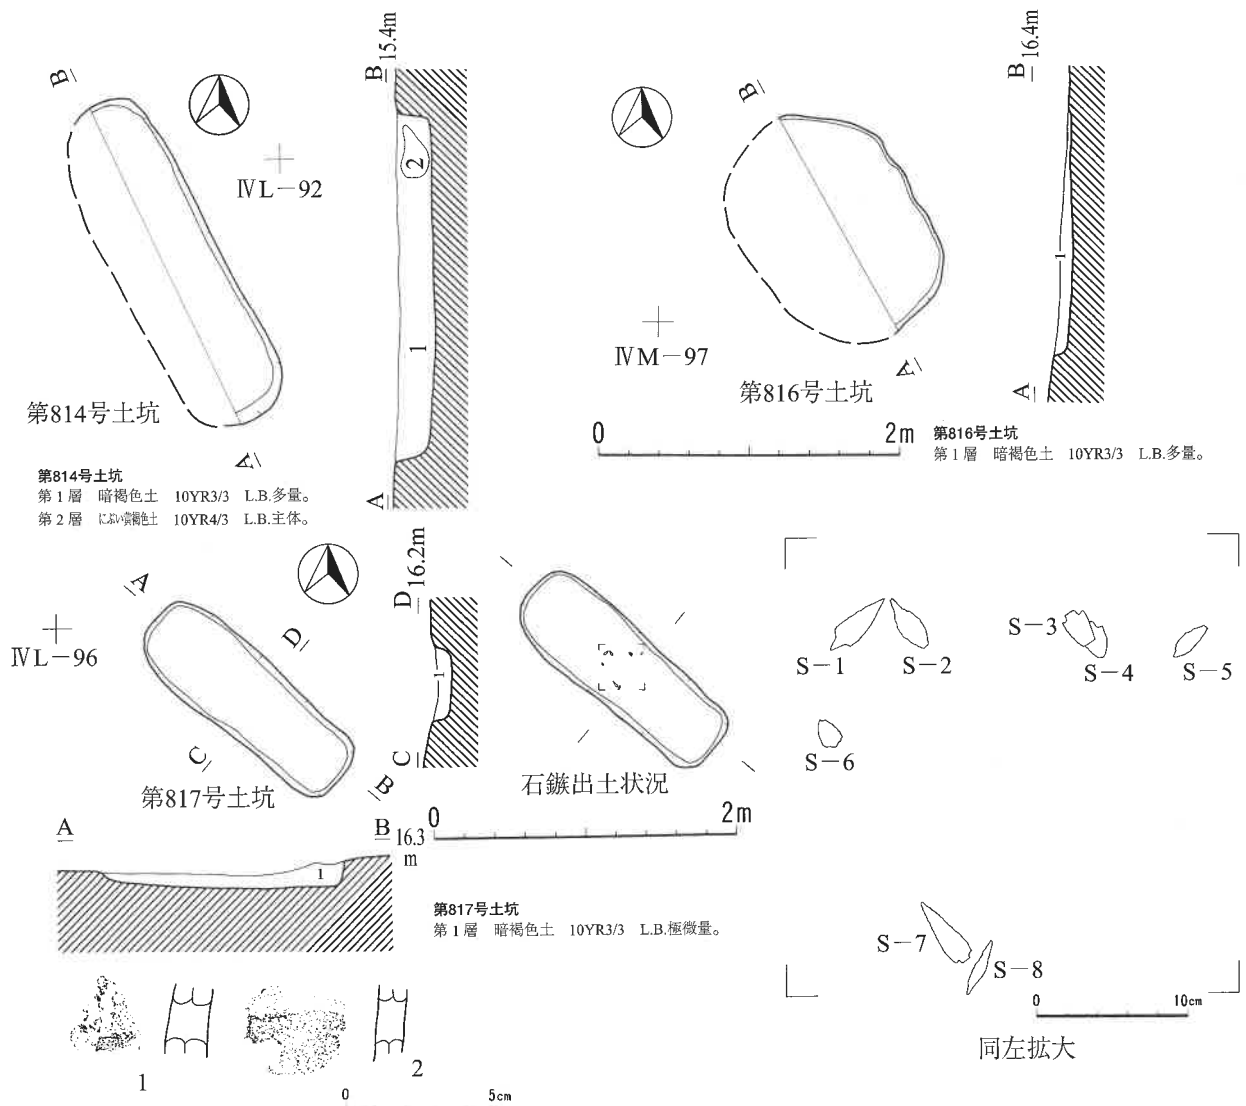 B
ⅣL-92
第814号土坑
A
B 15.4m
2
1
A
第814号土坑
第1層 暗褐色土 10YR3/3 L.B.多量。
第2層 にぶい黄褐色土 10YR4/3 L.B.主体。
B
ⅣM-97
A
第816号土坑
0 2m
B 16.4m
1
A
第816号土坑
第1層 暗褐色土 10YR3/3 L.B.多量。
A
D
ⅣL-96
C
B
第817号土坑
D 16.2m
1
C
A
B 16.3m
1
石鏃出土状況
0 2m
第817号土坑
第1層 暗褐色土 10YR3/3 L.B.極微量。
S-1
S-2
S-3
S-4
S-5
S-6
S-7
S-8
0 10cm
同左拡大
1
2
0 5cm